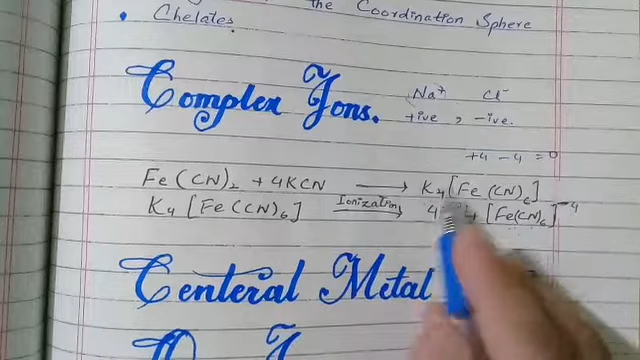 the Coordination Sphere
• Chelates.
Complex Ions.
Na⁺ Cl⁻
+ive, -ive.
+4 - 4 = 0
Fe(CN)₂ + 4KCN ⟶ K₄[Fe(CN)₆]
K₄[Fe(CN)₆] Ionization⟶ 4 [Fe(CN)₆]⁻⁴
Centeral Metal